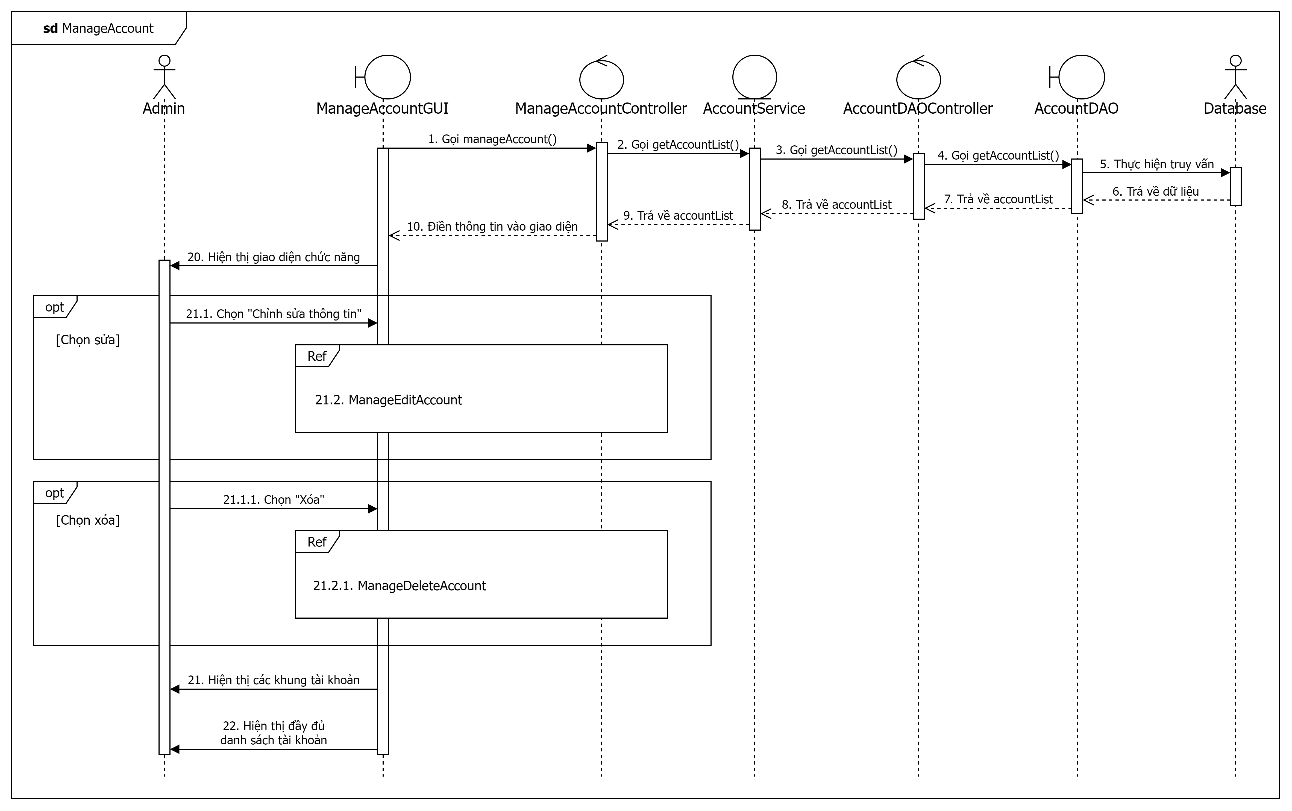 sd ManageAccount
Admin
ManageAccountGUI
ManageAccountController
AccountService
AccountDAOController
AccountDAO
Database
1. Gọi manageAccount()
2. Gọi getAccountList()
3. Gọi getAccountList()
4. Gọi getAccountList()
5. Thực hiện truy vấn
6. Trả về dữ liệu
7. Trả về accountList
8. Trả về accountList
9. Trả về accountList
10. Điền thông tin vào giao diện
20. Hiện thị giao diện chức năng
opt
21.1. Chọn "Chỉnh sửa thông tin"
[Chọn sửa]
Ref
21.2. ManageEditAccount
opt
21.1.1. Chọn "Xóa"
[Chọn xóa]
Ref
21.2.1. ManageDeleteAccount
21. Hiện thị các khung tài khoản
22. Hiện thị đầy đủ
danh sách tài khoản